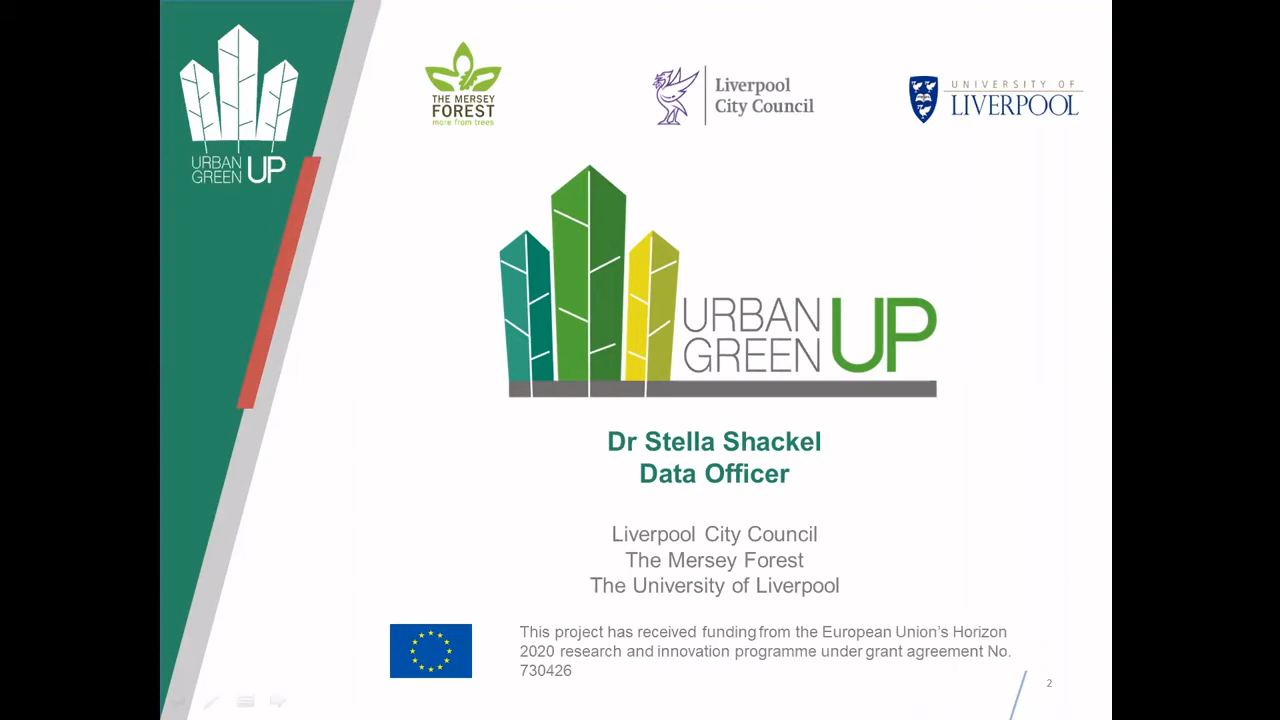 URBAN
GREEN UP
THE MERSEY
FOREST
more from trees
Liverpool
City Council
UNIVERSITY OF
LIVERPOOL
URBAN
GREEN UP
Dr Stella Shackel
Data Officer
Liverpool City Council
The Mersey Forest
The University of Liverpool
This project has received funding from the European Union's Horizon
2020 research and innovation programme under grant agreement No.
730426
2